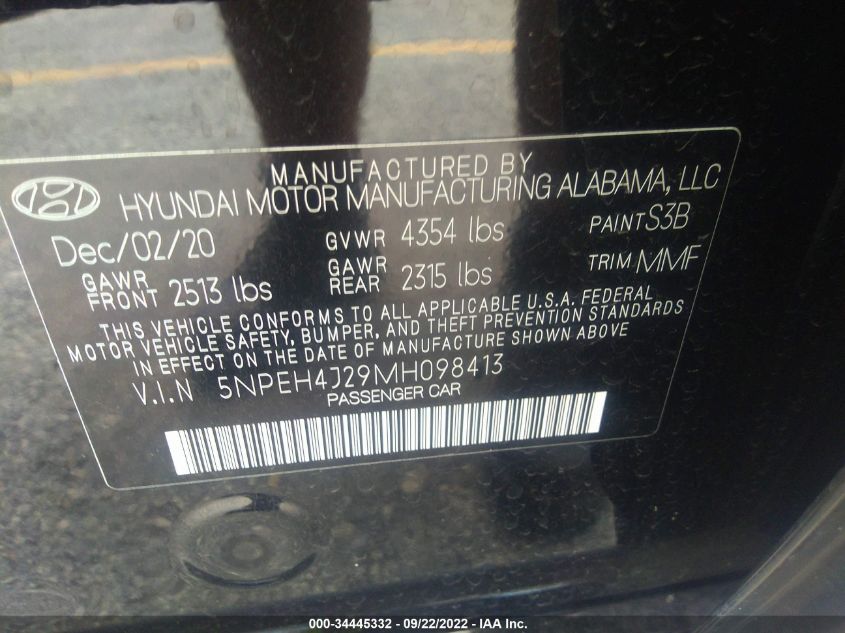 MANUFACTURED BY
HYUNDAI MOTOR MANUFACTURING ALABAMA, LLC
Dec/02/20 GVWR 4354 lbs PAINT S3B
GAWR FRONT 2513 lbs GAWR REAR 2315 lbs TRIM MMF
THIS VEHICLE CONFORMS TO ALL APPLICABLE U.S.A. FEDERAL
MOTOR VEHICLE SAFETY, BUMPER, AND THEFT PREVENTION STANDARDS
IN EFFECT ON THE DATE OF MANUFACTURE SHOWN ABOVE
V.I.N 5NPEH4J29MH098413
PASSENGER CAR
000-34445332 - 09/22/2022 - IAA Inc.